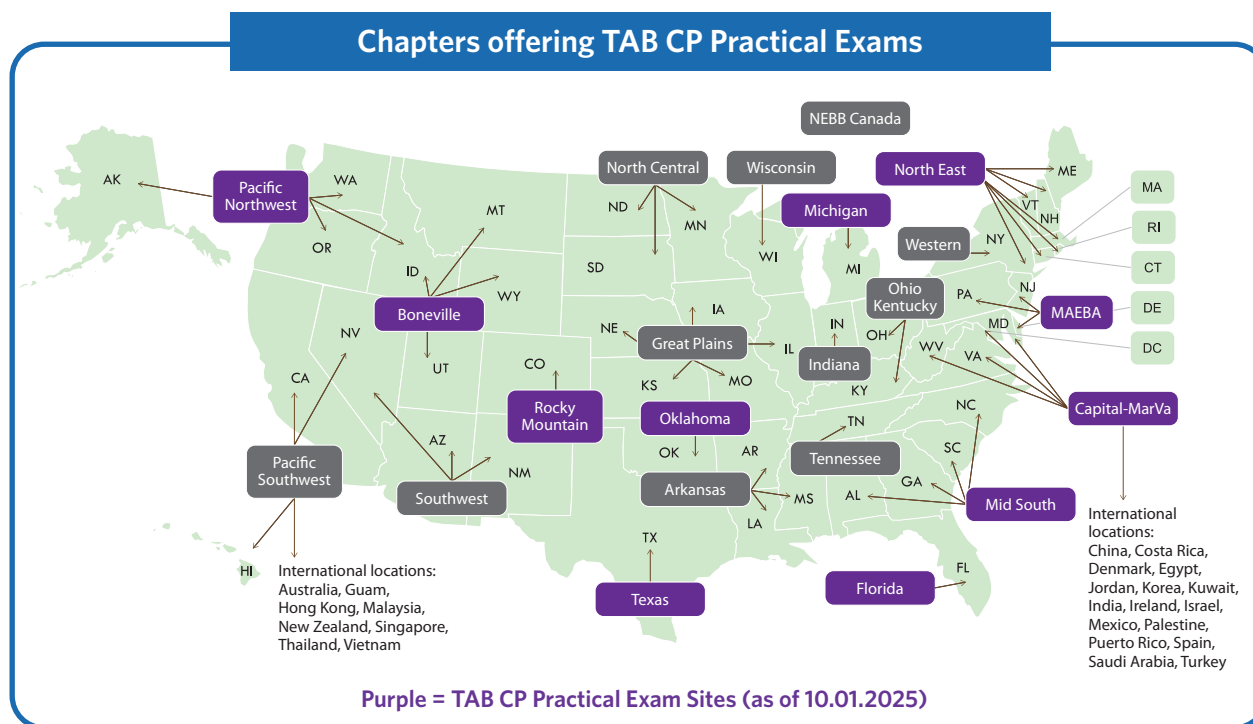 Chapters offering TAB CP Practical Exams
NEBB Canada
North Central
Wisconsin
North East
ME
AK
Pacific
Northwest
WA
MA
VT
ND
MT
Michigan
NH
MN
RI
OR
Western
NY
WI
SD
CT
MI
ID
Ohio
Kentucky
NJ
WY
PA
DE
Boneville
IA
MAEBA
MD
NV
NE
IN
OH
Great Plains
IL
WV
VA
DC
CO
Indiana
UT
CA
KS
MO
KY
NC
Rocky
Mountain
Oklahoma
Capital-MarVa
TN
AZ
OK
AR
SC
Pacific
Southwest
Tennessee
NM
GA
Southwest
Arkansas
MS
AL
Mid South
LA
TX
International
locations:
China, Costa Rica,
Denmark, Egypt,
Jordan, Korea, Kuwait,
India, Ireland, Israel,
Mexico, Palestine,
Puerto Rico, Spain,
Saudi Arabia, Turkey
HI
International locations:
Australia, Guam,
Hong Kong, Malaysia,
New Zealand, Singapore,
Thailand, Vietnam
FL
Florida
Texas
Purple = TAB CP Practical Exam Sites (as of 10.01.2025)